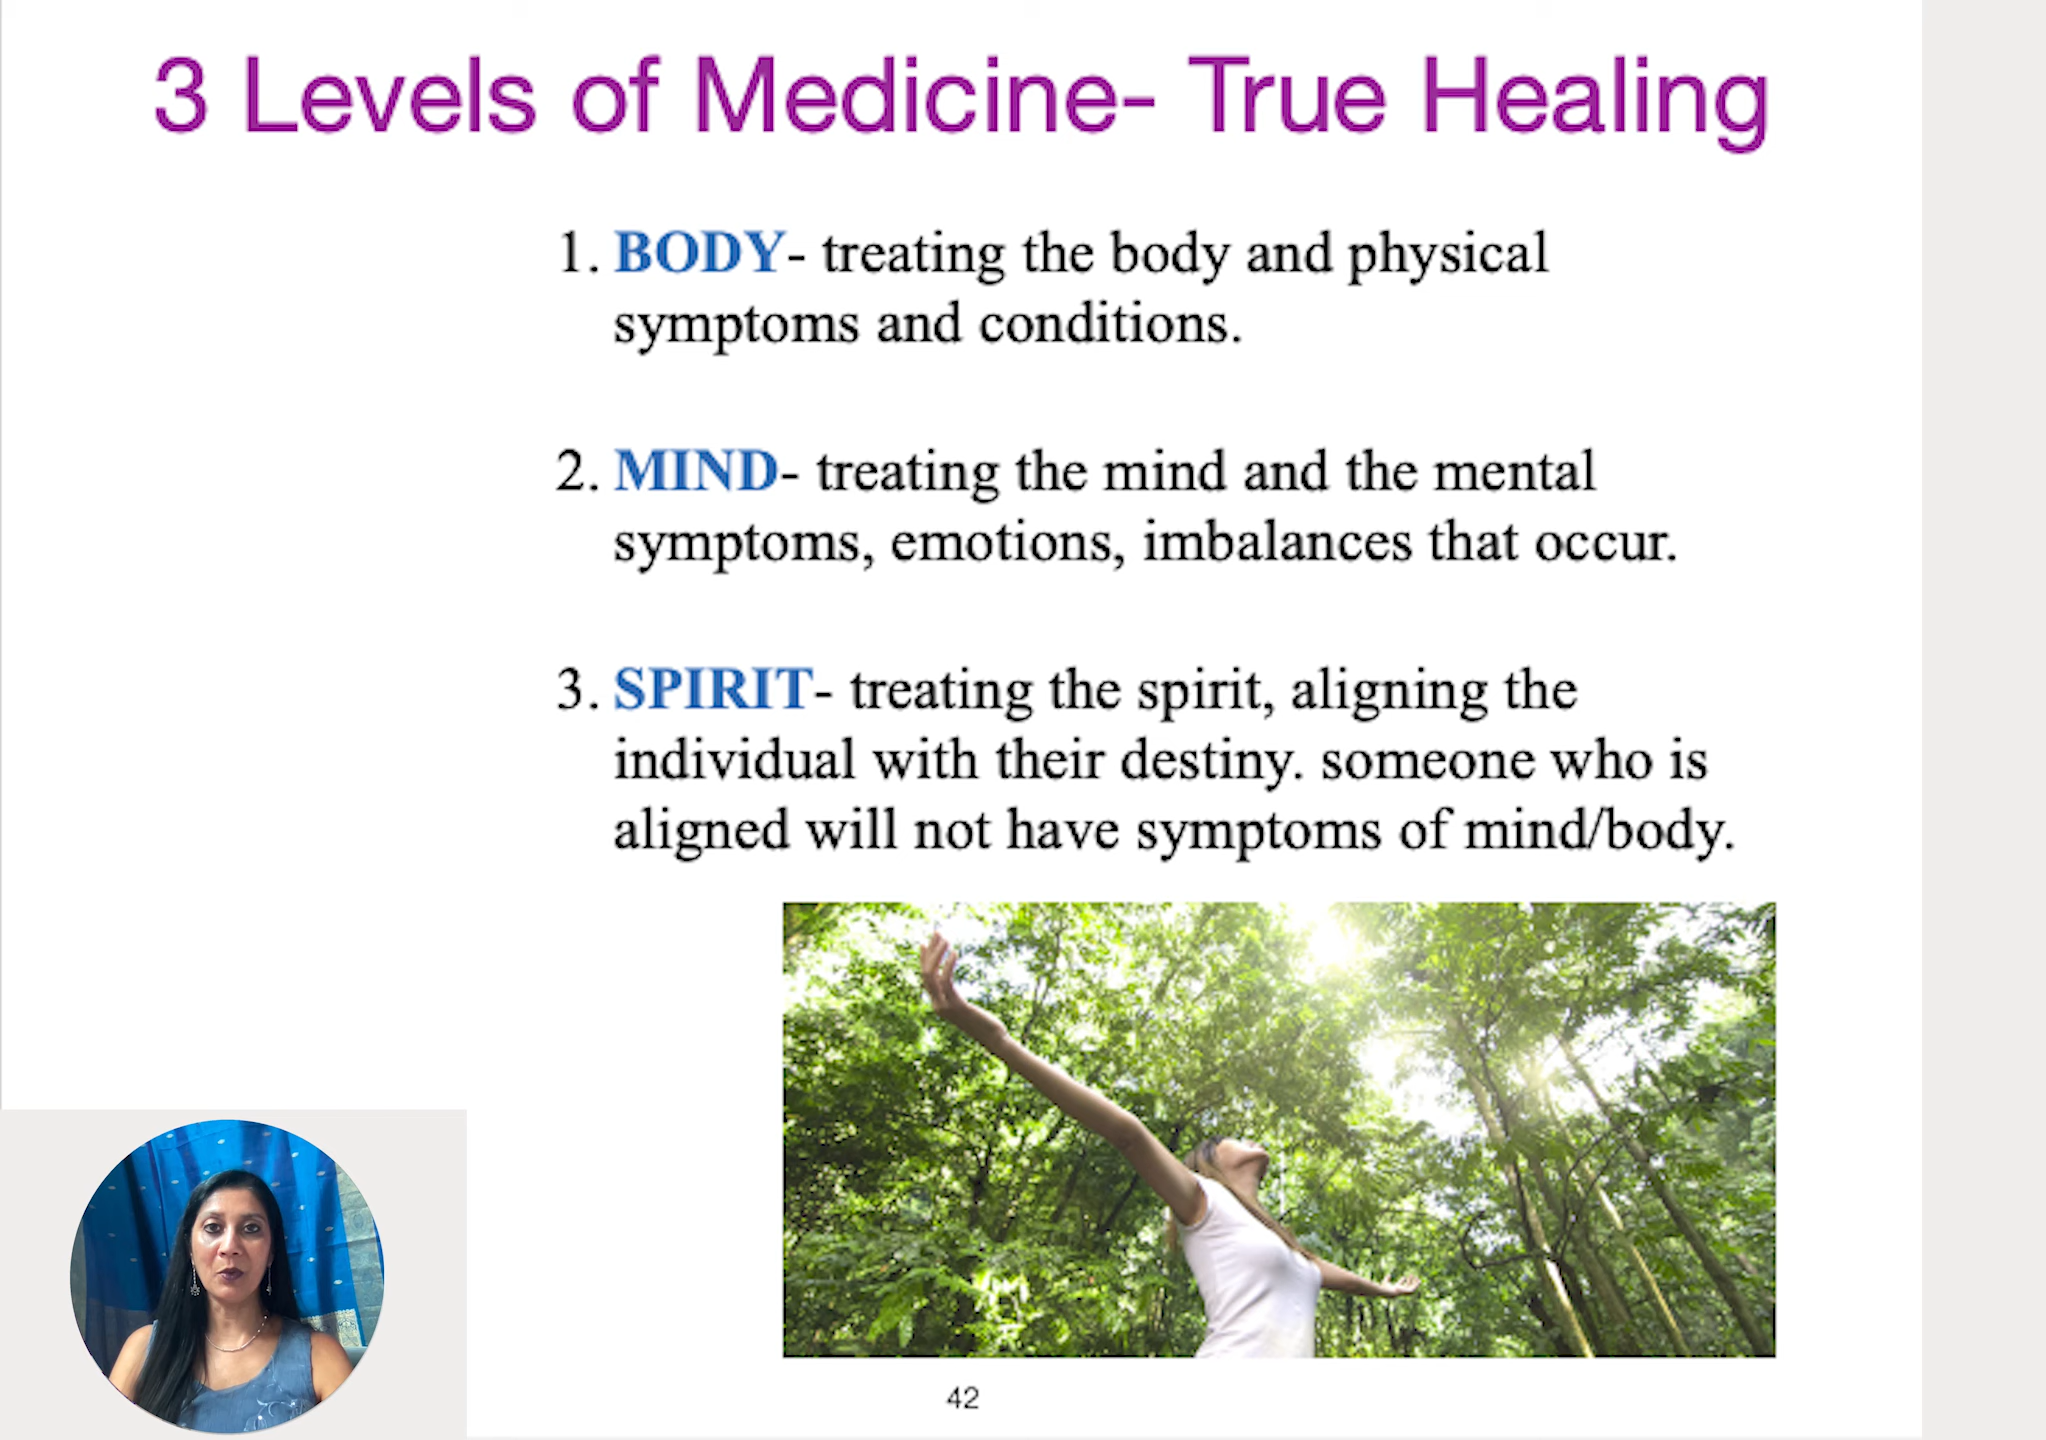 3 Levels of Medicine- True Healing
1. BODY- treating the body and physical
symptoms and conditions.
2. MIND- treating the mind and the mental
symptoms, emotions, imbalances that occur.
3. SPIRIT- treating the spirit, aligning the
individual with their destiny. someone who is
aligned will not have symptoms of mind/body.
42